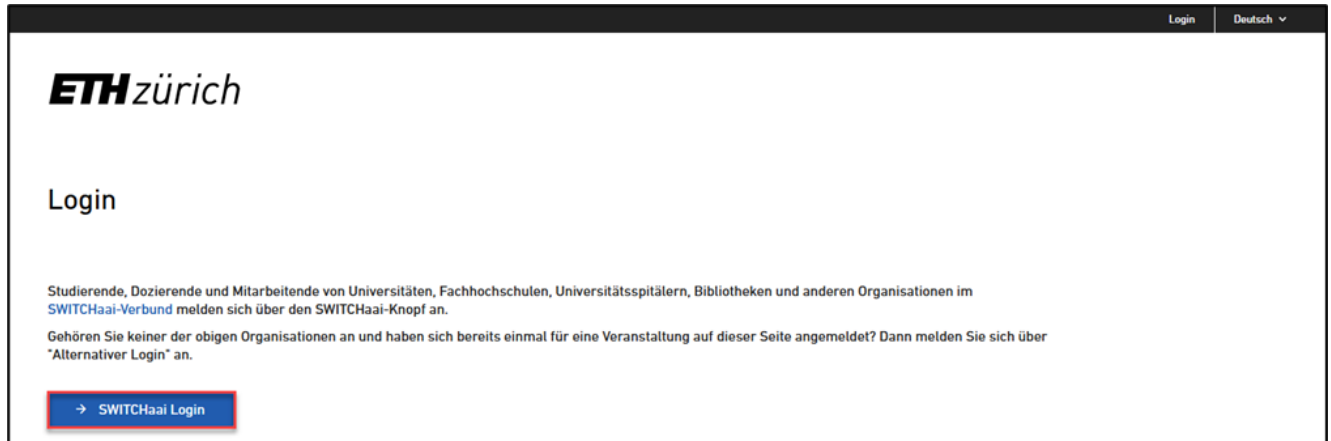 Login Deutsch
ETH zürich
Login
Studierende, Dozierende und Mitarbeitende von Universitäten, Fachhochschulen, Universitätsspitälern, Bibliotheken und anderen Organisationen im
SWITCHaai-Verbund melden sich über den SWITCHaai-Knopf an.
Gehören Sie keiner der obigen Organisationen an und haben sich bereits einmal für eine Veranstaltung auf dieser Seite angemeldet? Dann melden Sie sich über
"Alternativer Login" an.
→ SWITCHaai Login